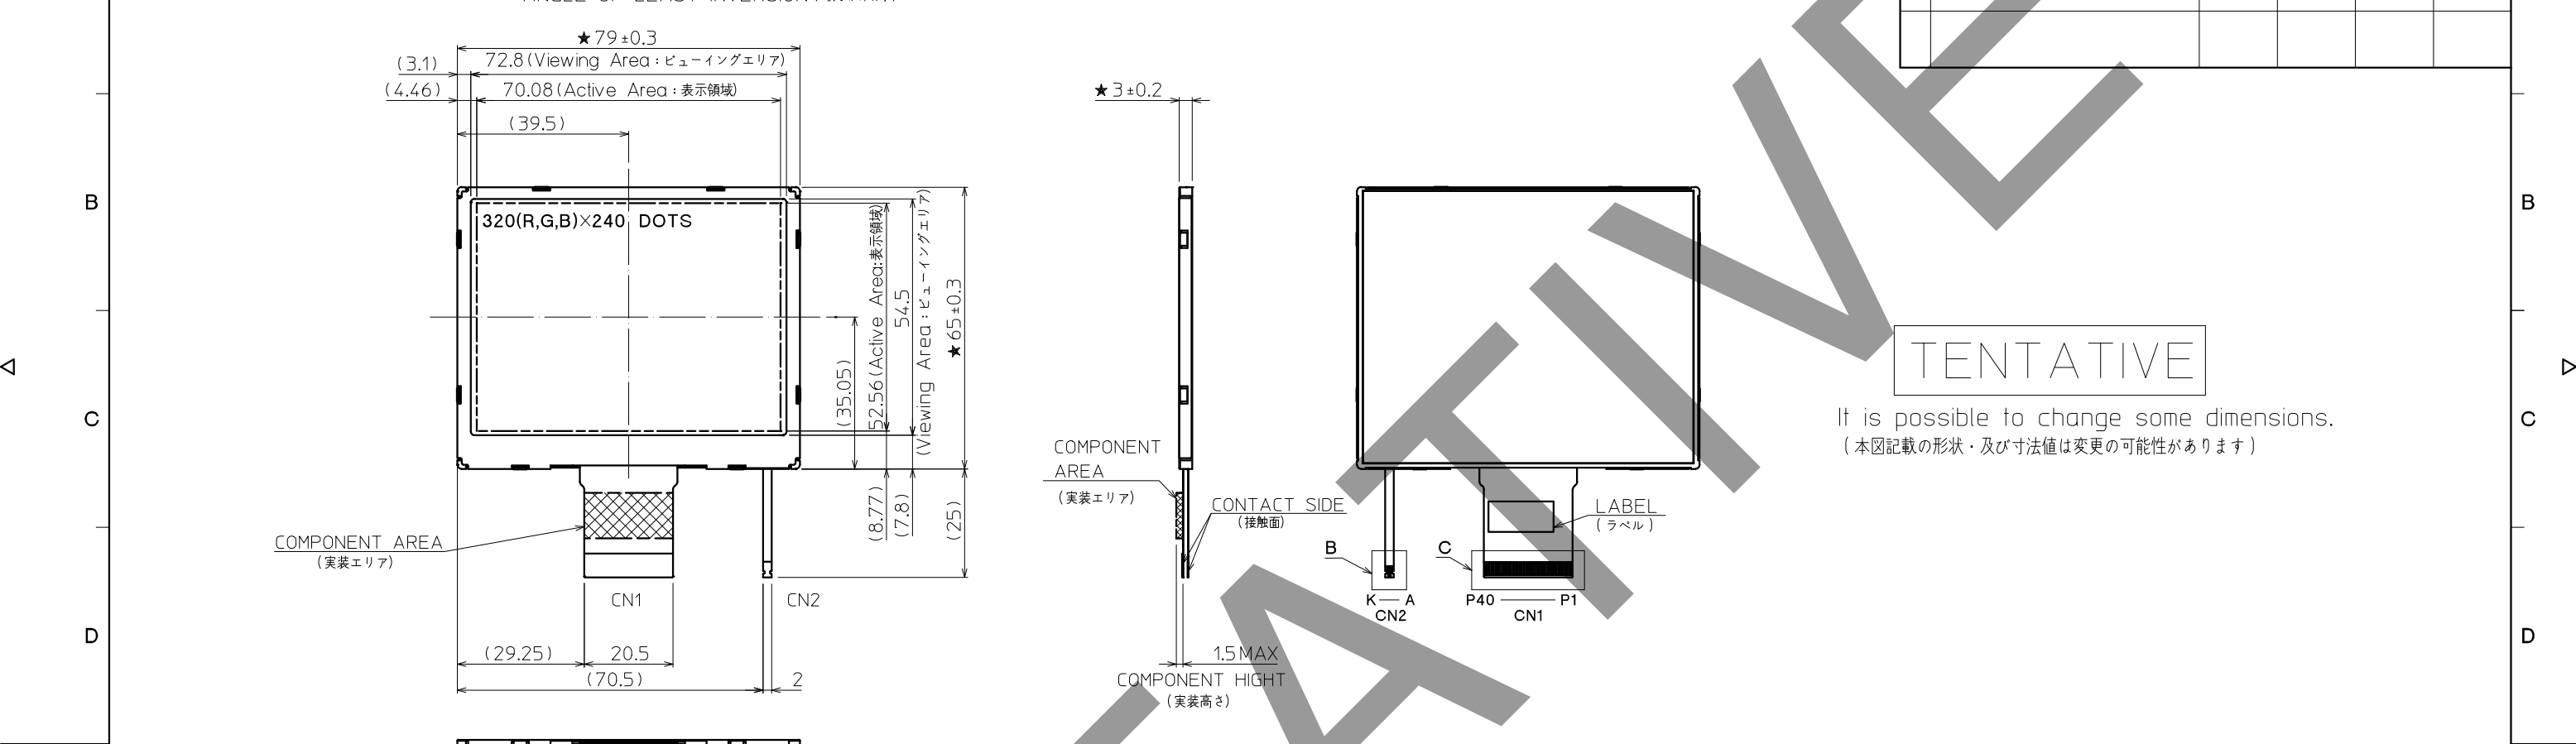 ★79±0.3
72.8(Viewing Area:ビューイングエリア)
(3.1)
(4.46)
70.08(Active Area:表示領域)
(39.5)
★3±0.2
320(R,G,B)×240 DOTS
52.56(Active Area:表示領域)
54.5
(Viewing Area:ビューイングエリア)
★65±0.3
(35.05)
(8.77)
(7.8)
(25)
COMPONENT AREA
(実装エリア)
CN1
CN2
(29.25)
20.5
(70.5)
2
COMPONENT
AREA
(実装エリア)
CONTACT SIDE
(接触面)
1.5MAX
COMPONENT HIGHT
(実装高さ)
LABEL
(ラベル)
B
C
K
A
CN2
P40
P1
CN1
TENTATIVE
It is possible to change some dimensions.
(本図記載の形状・及び寸法値は変更の可能性があります)
B
C
D
B
C
D
ATIVE